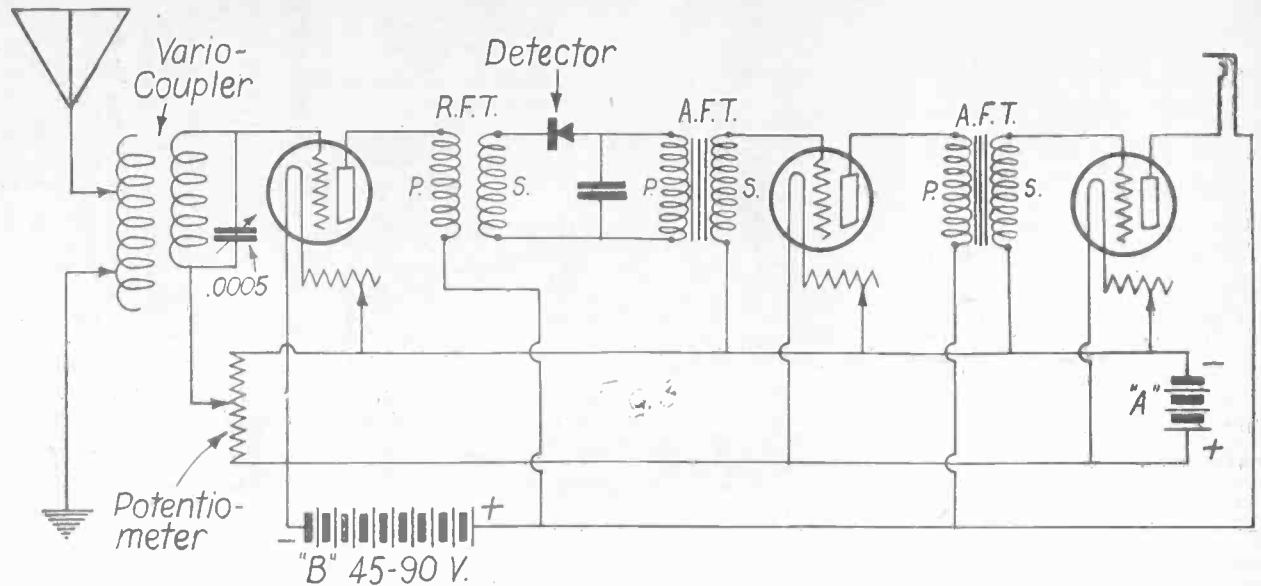 Vario-
Coupler
Detector
R.F.T.
A.F.T.
A.F.T.
P.
S.
P.
S.
P.
S.
.0005
"A"
-
+
Potentio-
meter
-
+
"B" 45-90 V.